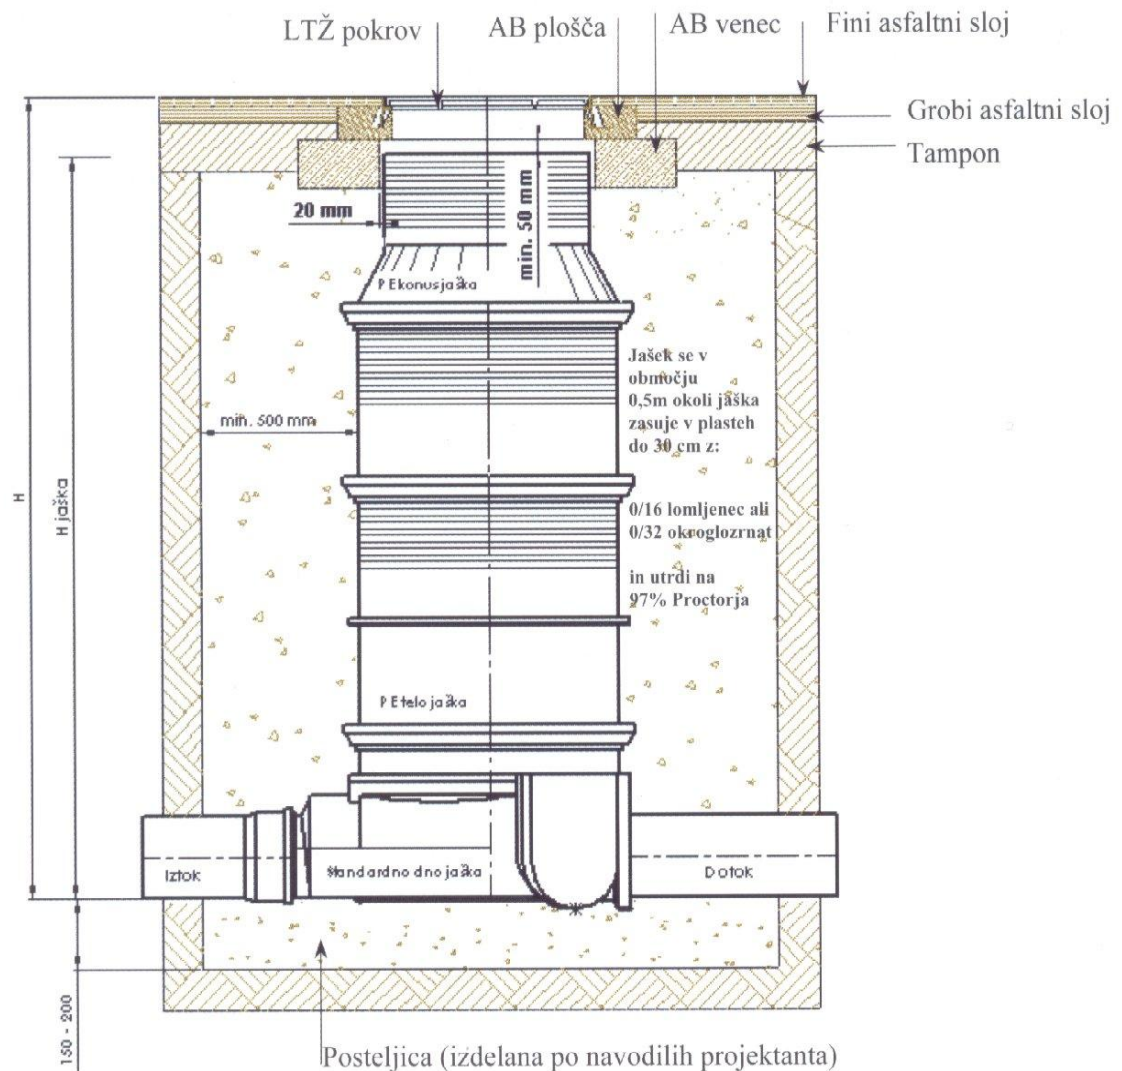 LTŽ pokrov
AB plošča
AB venec
Fini asfaltni sloj
Grobi asfaltni sloj
Tampon
20 mm
min. 50 mm
PE konus jaška
Jašek se v
območju
0,5m okoli jaška
zasuje v plasteh
do 30 cm z:
min. 500 mm
H
H jaška
0/16 lomljenec ali
0/32 okroglozrnat
in utrdi na
97% Proctorja
PE telo jaška
Iztok
Standardno dno jaška
Dotok
150 - 200
Posteljica (izdelana po navodilih projektanta)